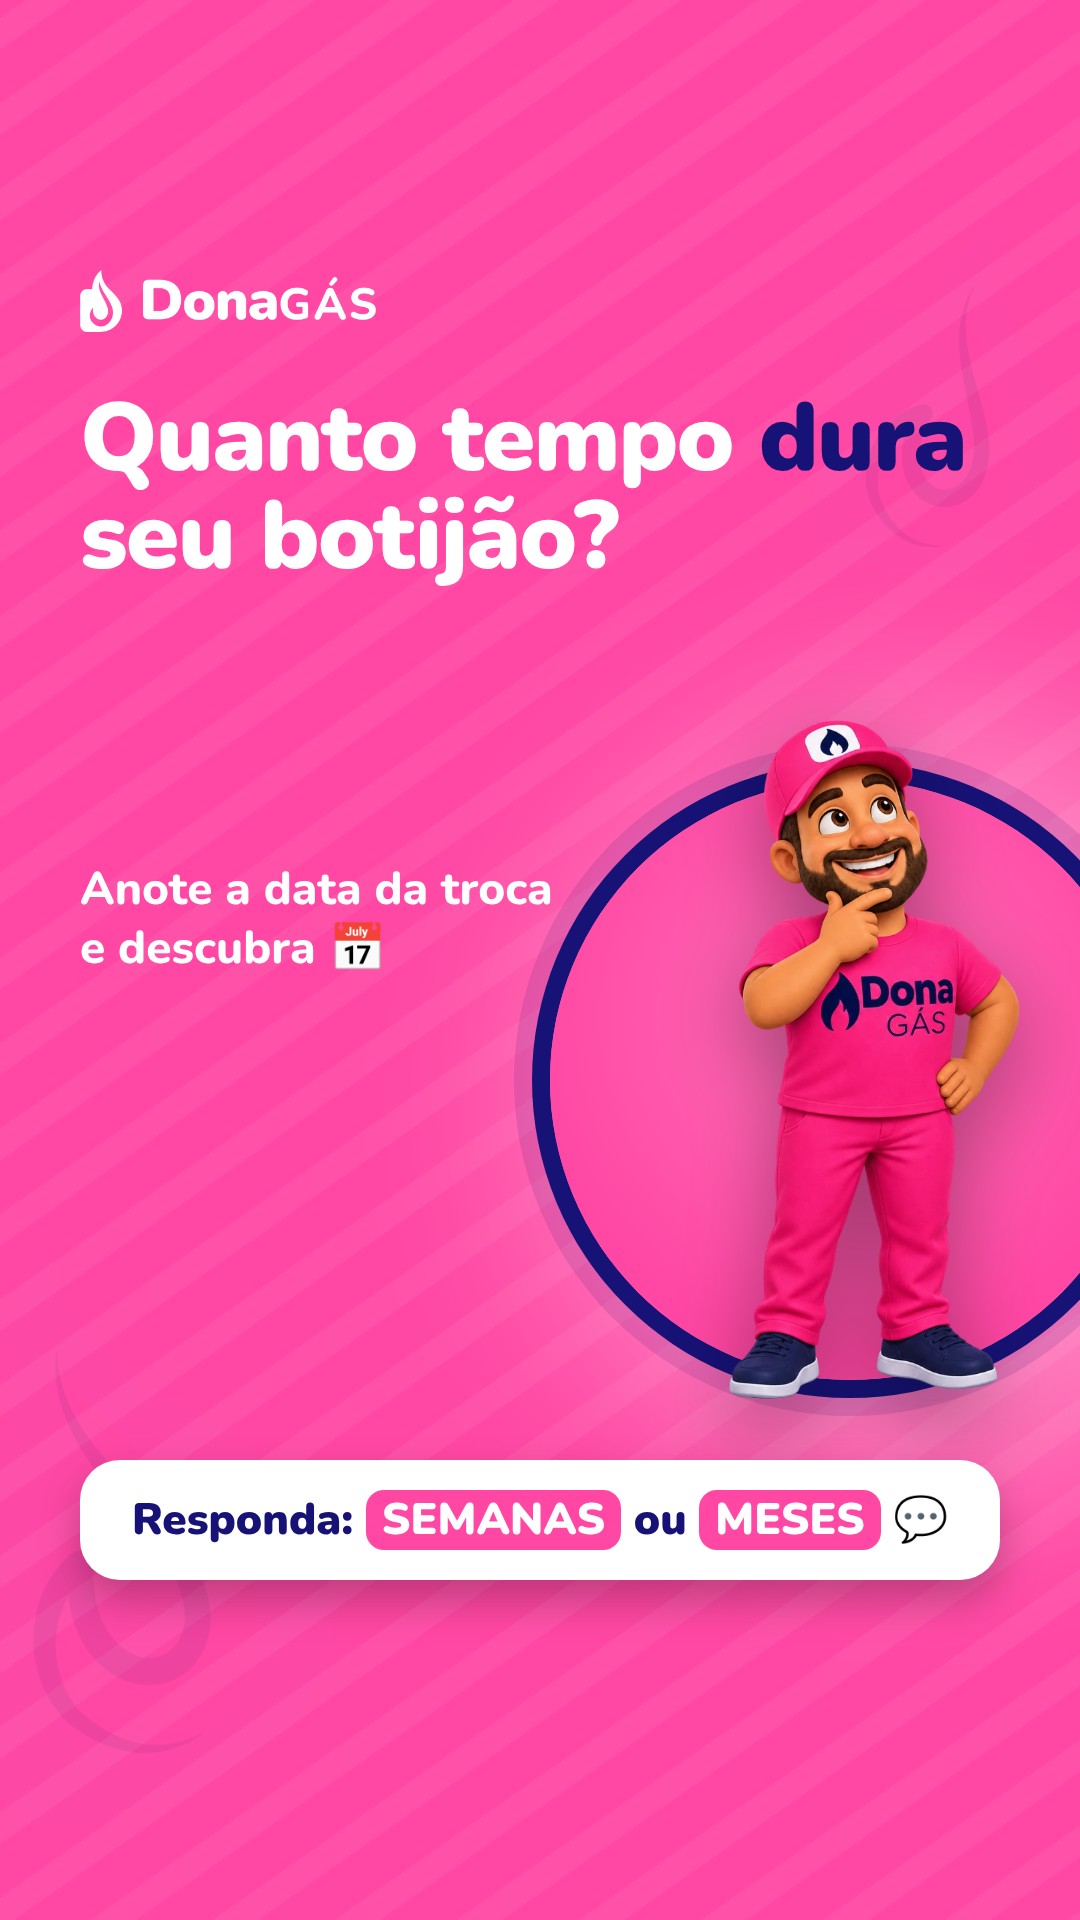 DonaGÁS
Quanto tempo dura
seu botijão?
Anote a data da troca
e descubra 📅
July
17
Dona
GÁS
Responda: SEMANAS ou MESES 💬